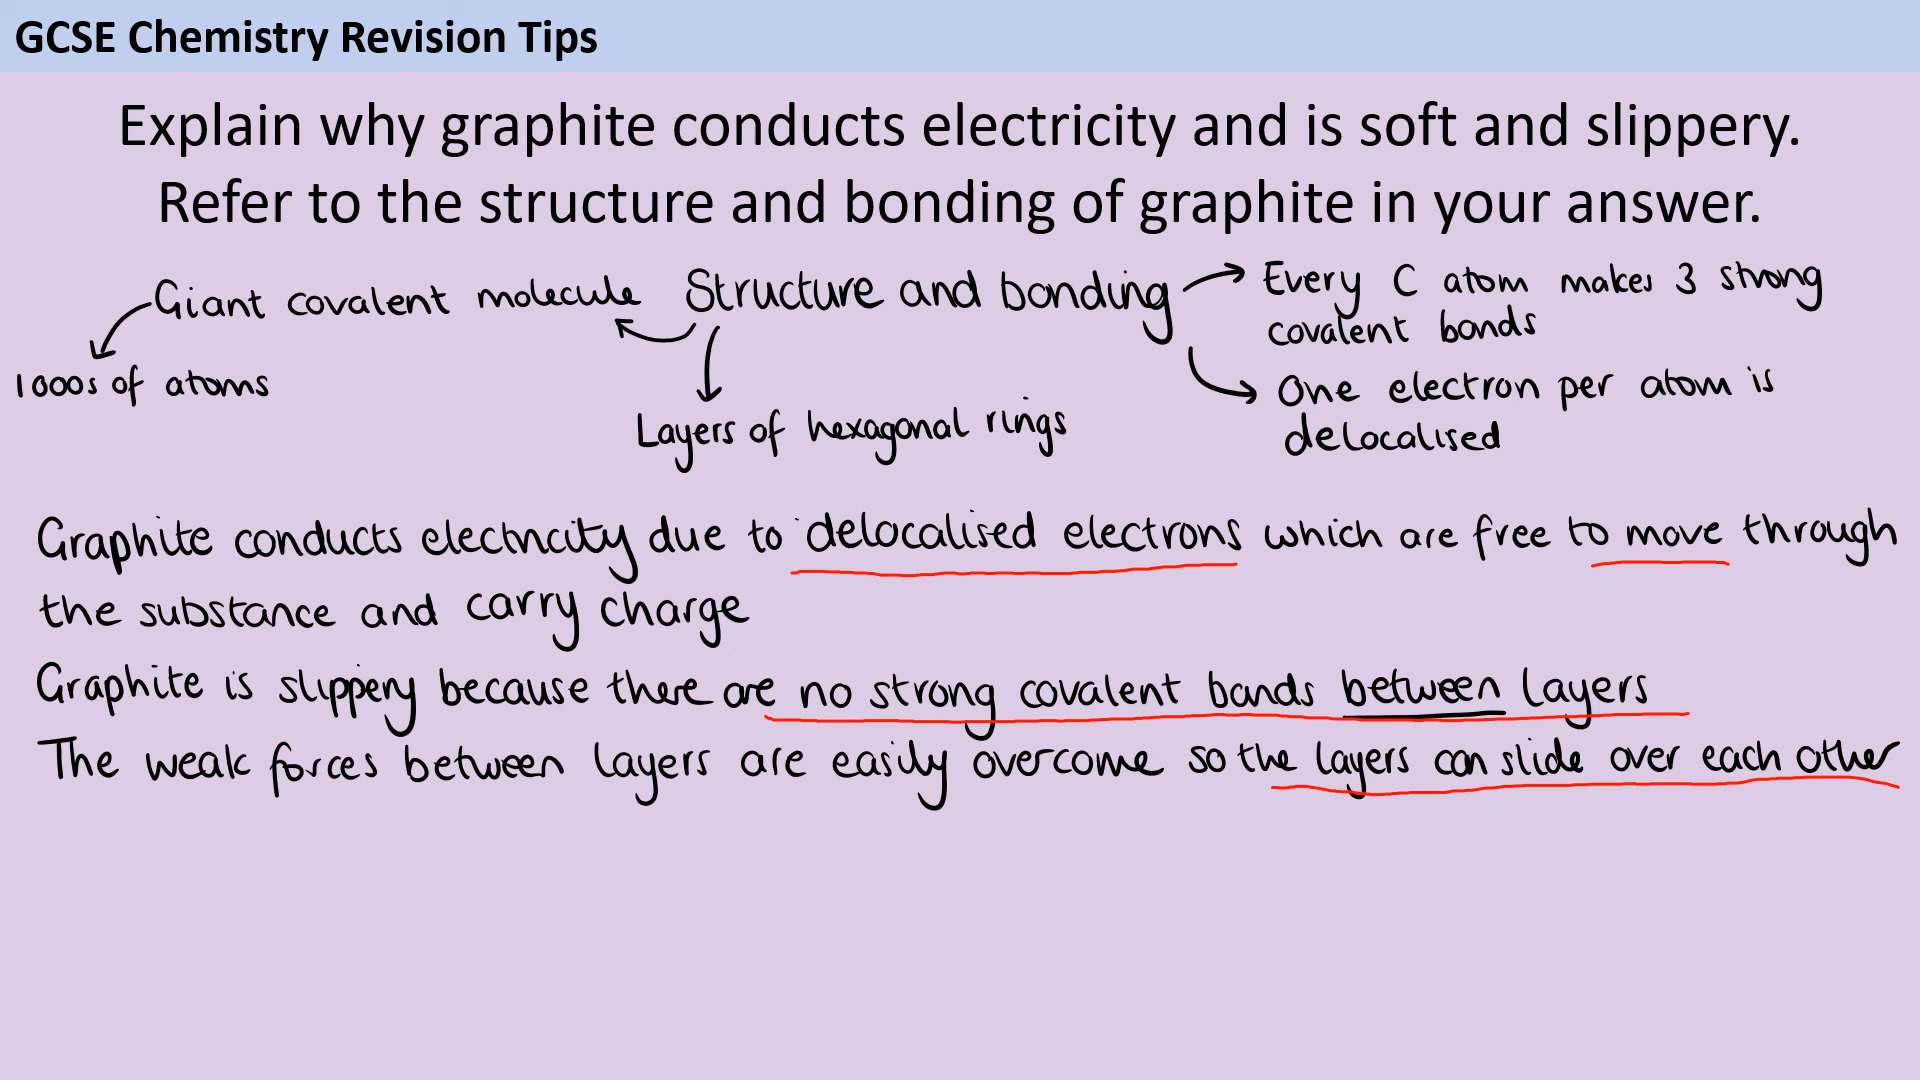 GCSE Chemistry Revision Tips
Explain why graphite conducts electricity and is soft and slippery.
Refer to the structure and bonding of graphite in your answer.
Giant covalent molecule
1000s of atoms
Structure and bonding
Layers of hexagonal rings
Every C atom makes 3 strong
covalent bonds
One electron per atom is
delocalised
Graphite conducts electricity due to delocalised electrons which are free to move through
the substance and carry charge
Graphite is slippery because there are no strong covalent bonds between layers
The weak forces between layers are easily overcome so the layers can slide over each other